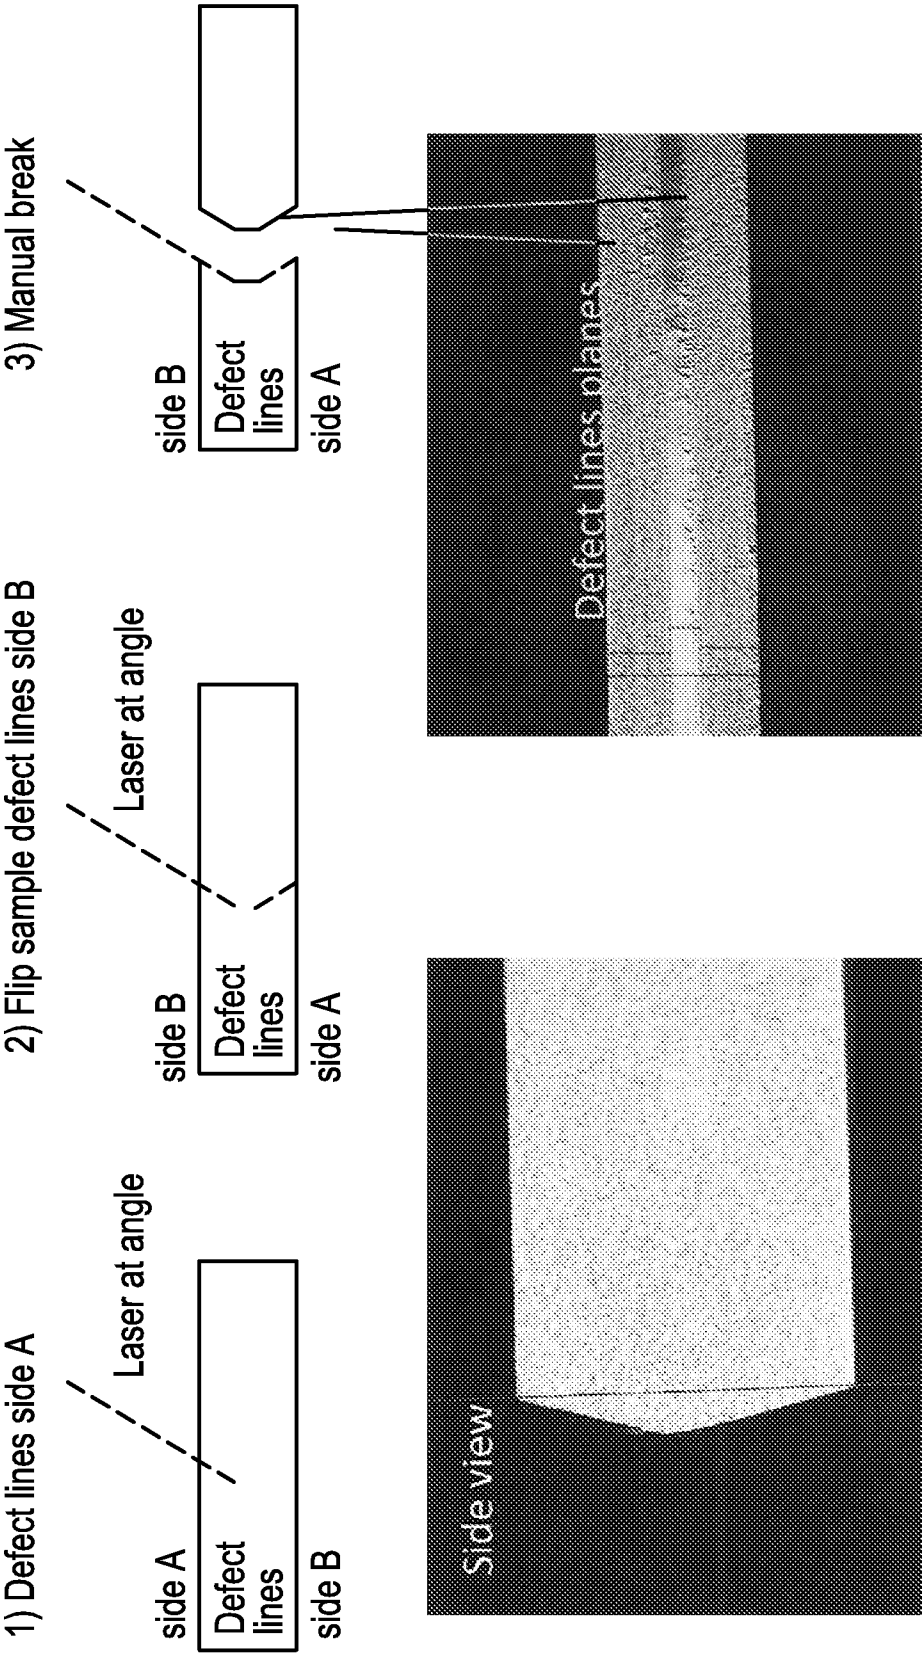 1) Defect lines side A
Laser at angle
side A
Defect
lines
side B
2) Flip sample defect lines side B
Laser at angle
side B
Defect
lines
side A
3) Manual break
side B
Defect
lines
side A
Side view
Defect lines planes